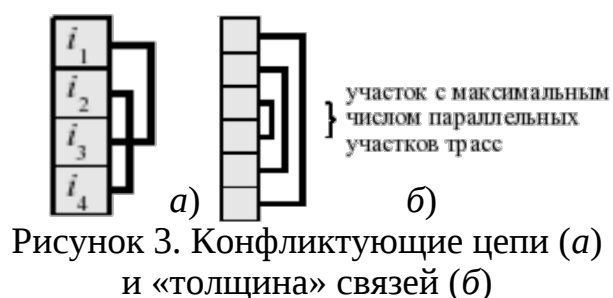 i1
i2
i3
i4
участок с максимальным
} числом параллельных
участков трасс
а) б)
Рисунок 3. Конфликтующие цепи (а)
и «толщина» связей (б)